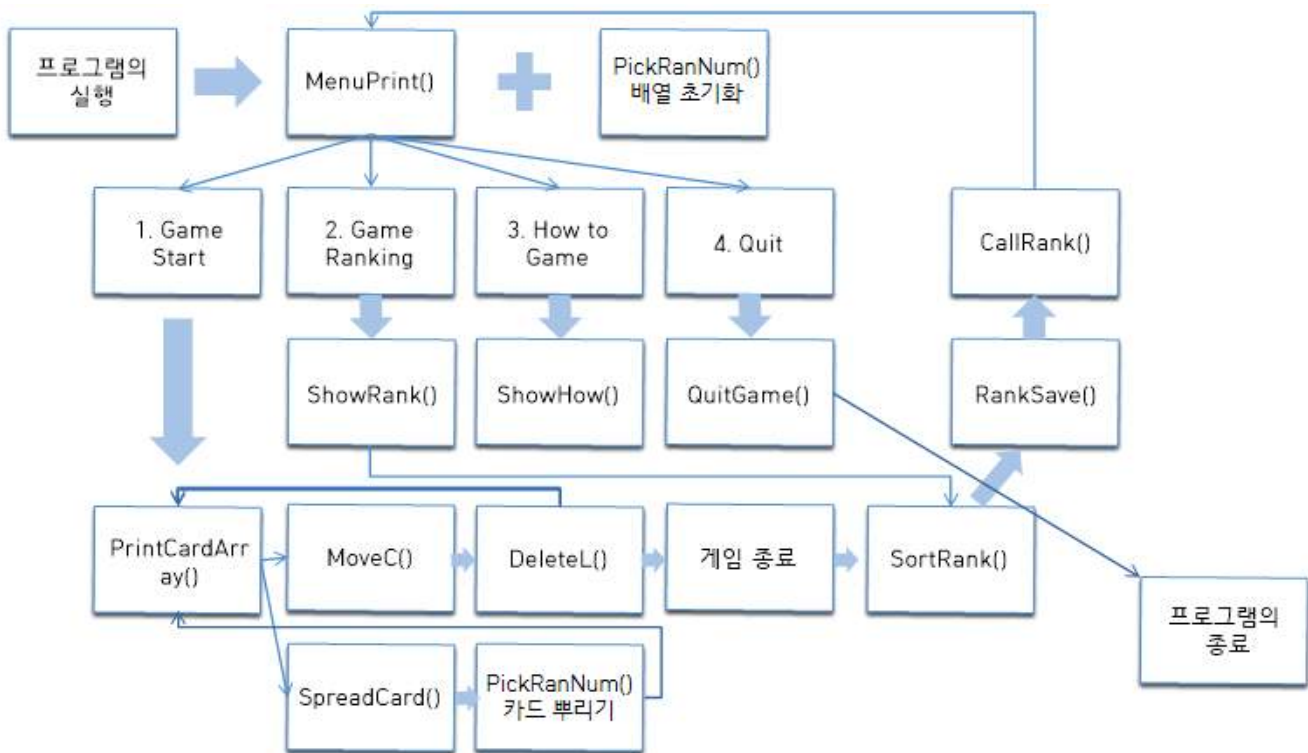 프로그램의
실행
MenuPrint()
PickRanNum()
배열 초기화
1. Game
Start
2. Game
Ranking
3. How to
Game
4. Quit
CallRank()
ShowRank()
ShowHow()
QuitGame()
RankSave()
PrintCardArr
ay()
MoveC()
DeleteL()
게임 종료
SortRank()
프로그램의
종료
SpreadCard()
PickRanNum()
카드 뿌리기